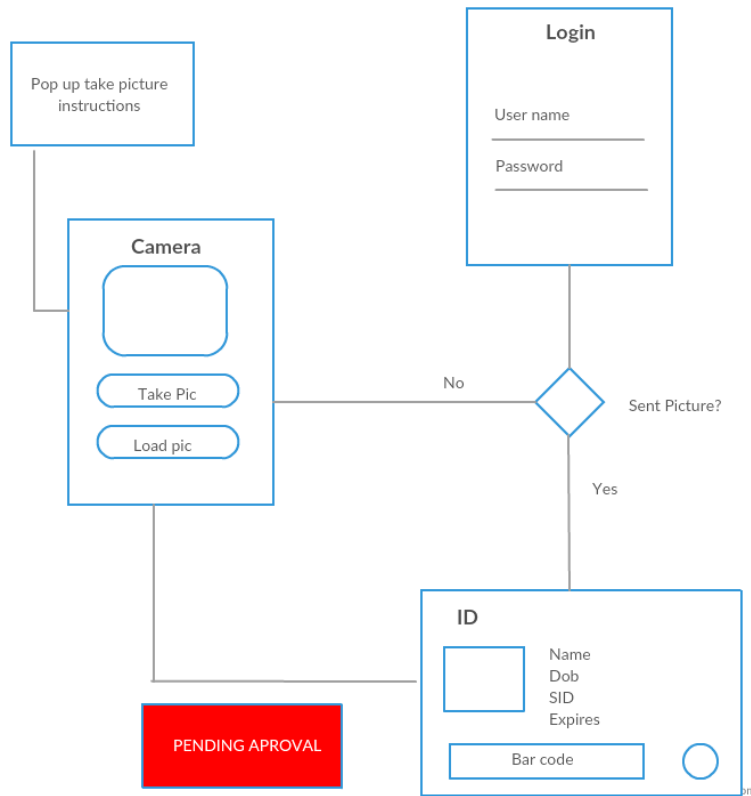 Login
User name
Password
Pop up take picture
instructions
Camera
Take Pic
Load pic
No
Sent Picture?
Yes
ID
Name
Dob
SID
Expires
Bar code
PENDING APROVAL